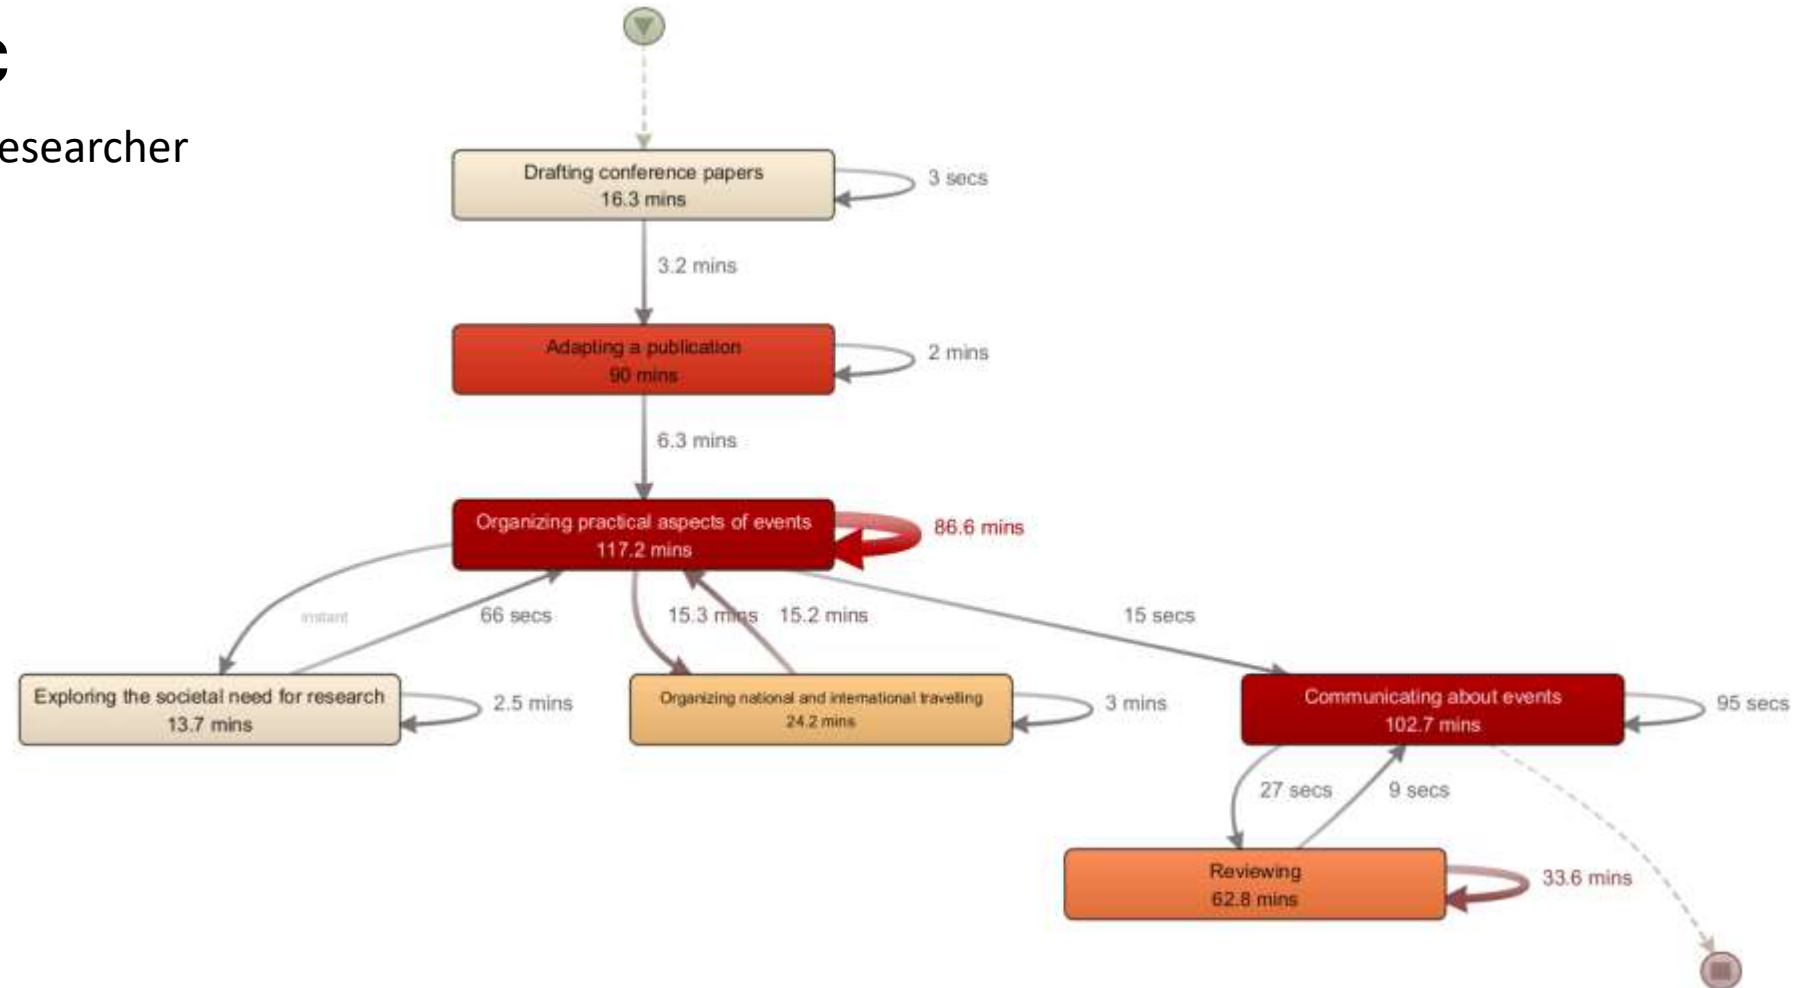 c
esearcher
Drafting conference papers
16.3 mins
3 secs
3.2 mins
Adapting a publication
90 mins
2 mins
6.3 mins
Organizing practical aspects of events
117.2 mins
86.6 mins
instant
66 secs
15.3 mins
15.2 mins
15 secs
Exploring the societal need for research
13.7 mins
2.5 mins
Organizing national and international travelling
24.2 mins
3 mins
Communicating about events
102.7 mins
95 secs
27 secs
9 secs
Reviewing
62.8 mins
33.6 mins